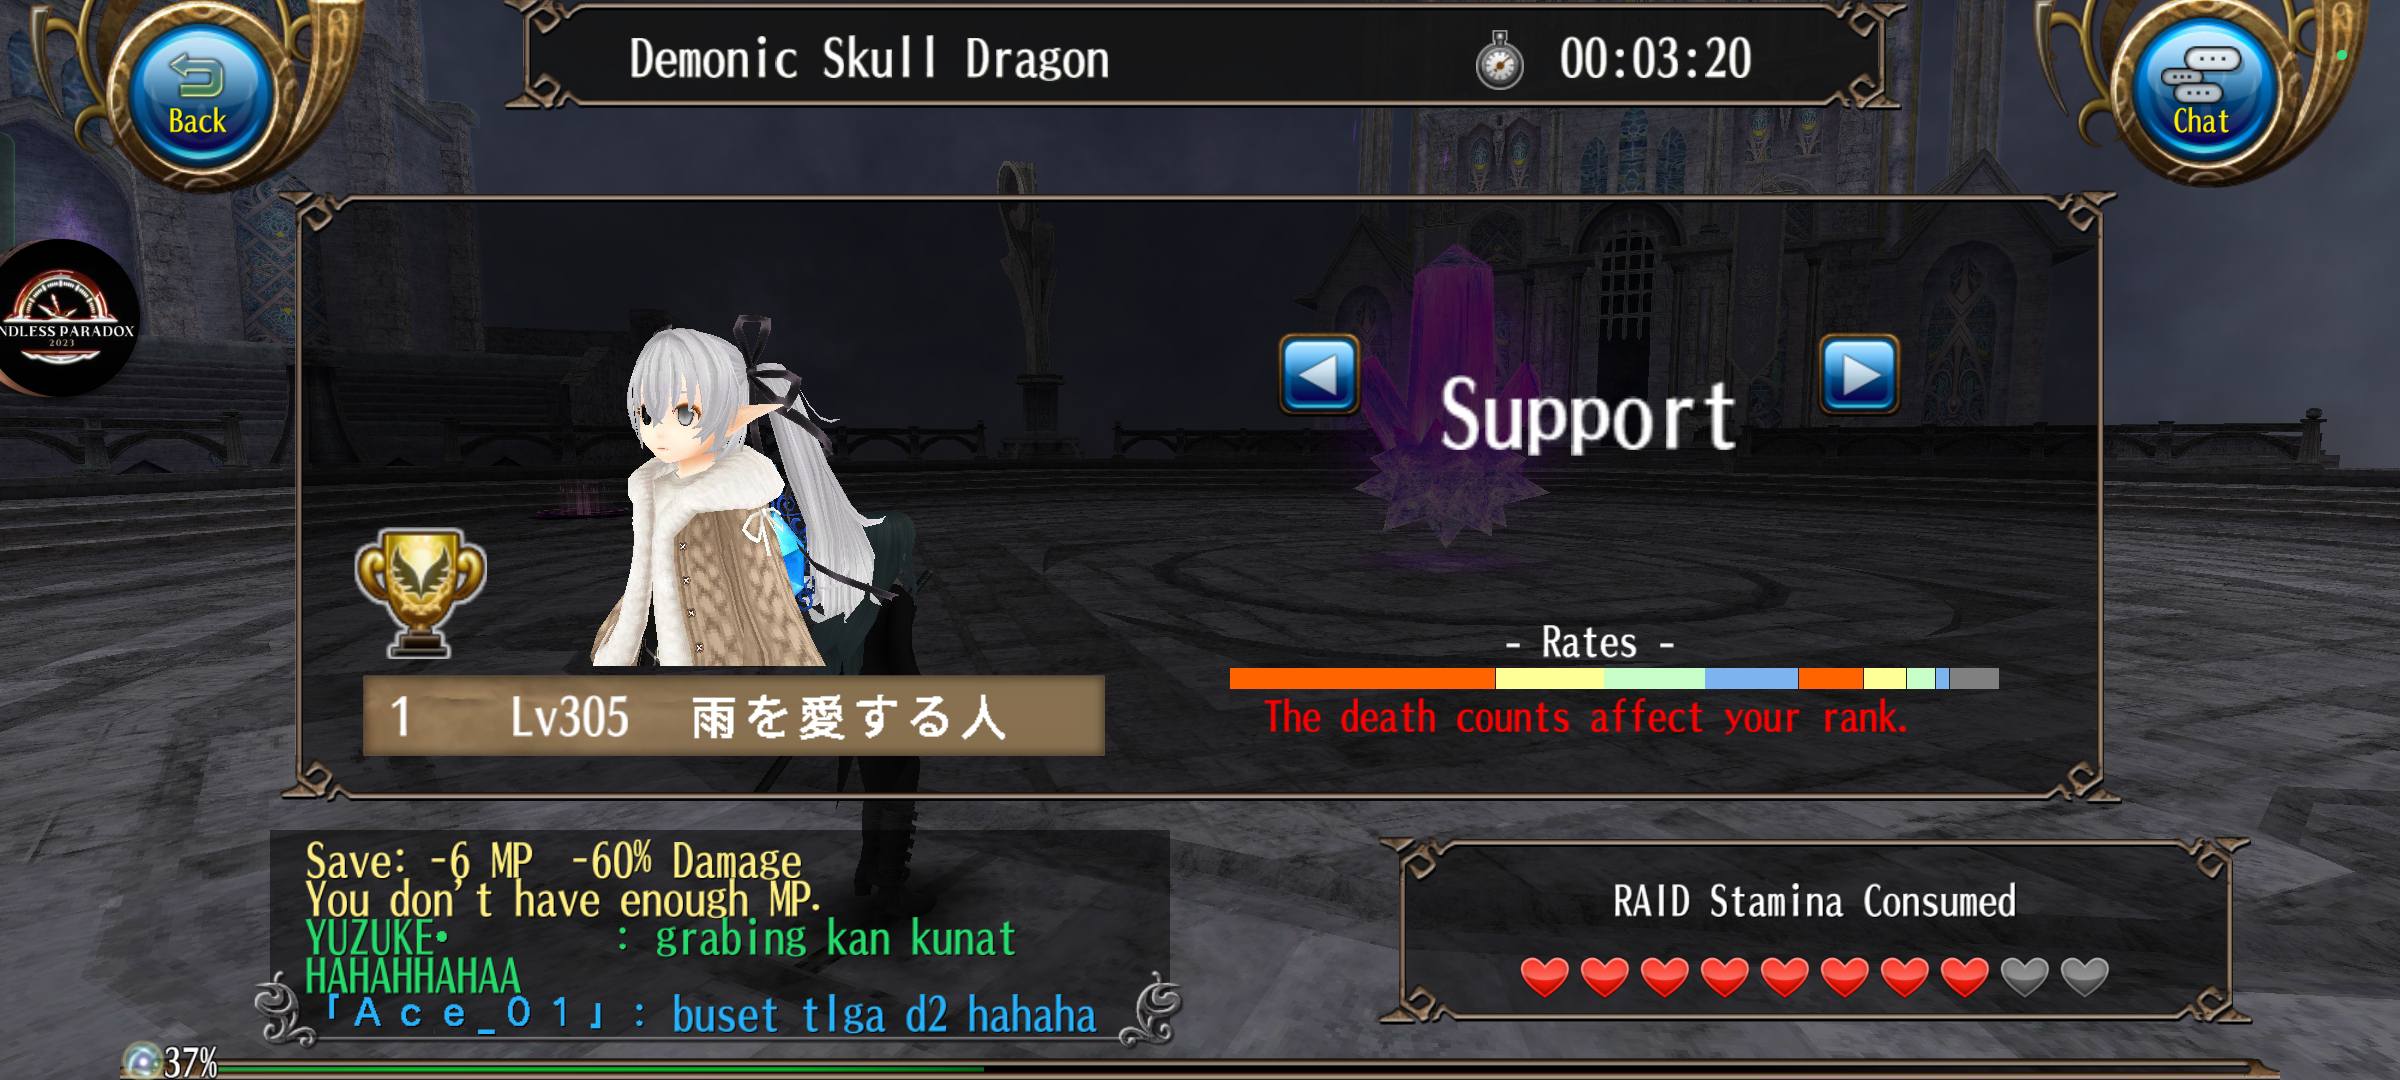 Back
Demonic Skull Dragon 00:03:20
Chat
NDLESS PARADOX
2023
Support
- Rates -
The death counts affect your rank.
1 Lv305 雨を愛する人
Save: -6 MP -60% Damage
You don't have enough MP.
YUZUKE• : grabing kan kunat
HAHAHHAHAA
「Ace_01」: buset tlga d2 hahaha
RAID Stamina Consumed
37%